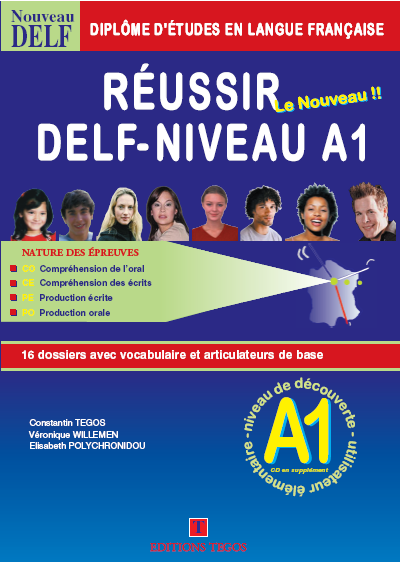 Nouveau
DELF
DIPLÔME D'ÉTUDES EN LANGUE FRANÇAISE
RÉUSSIR
Le Nouveau !!
DELF-NIVEAU A1
NATURE DES ÉPREUVES
CO Compréhension de l'oral
CE Compréhension des écrits
PE Production écrite
PO Production orale
16 dossiers avec vocabulaire et articulateurs de base
Constantin TEGOS
Véronique WILLEMEN
Elisabeth POLYCHRONIDOU
niveau de découverte - utilisateur élémentaire -
A1
CD en supplément
T
EDITIONS TEGOS